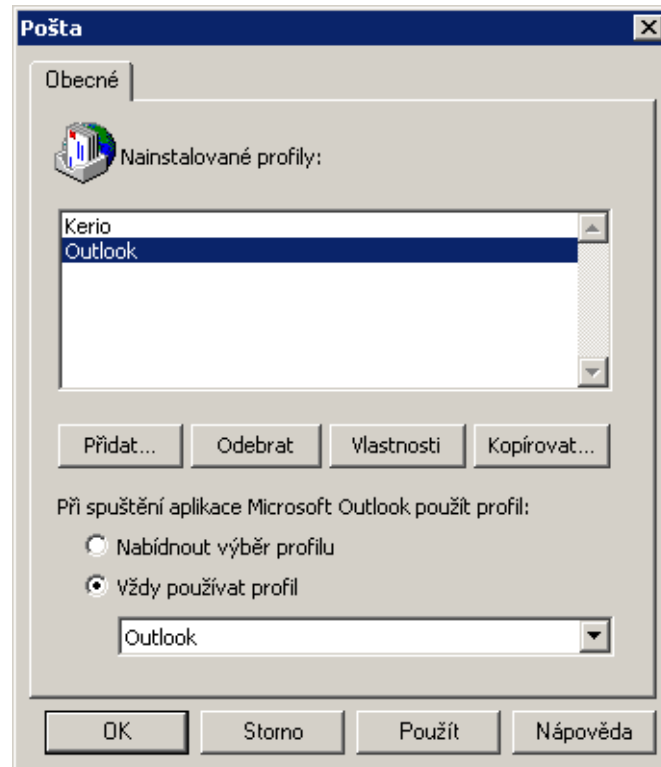 Pošta
Obecné
Nainstalované profily:
Kerio
Outlook
Přidat... Odebrat Vlastnosti Kopírovat...
Při spuštění aplikace Microsoft Outlook použít profil:
Nabídnout výběr profilu
Vždy používat profil
Outlook
OK Storno Použít Nápověda